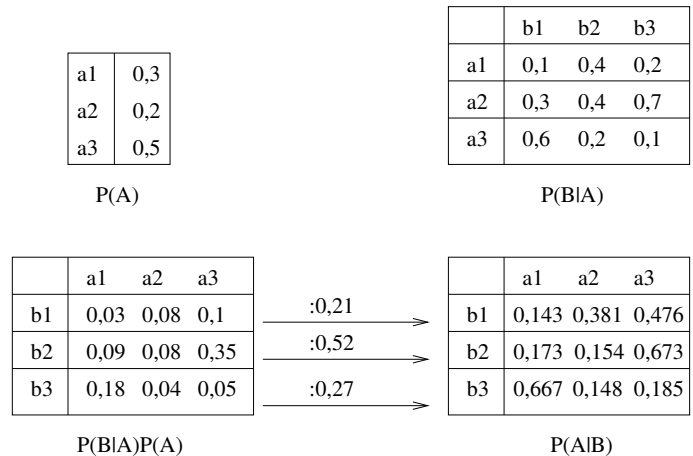 a1 0,3
a2 0,2
a3 0,5
P(A)
b1 b2 b3
a1 0,1 0,4 0,2
a2 0,3 0,4 0,7
a3 0,6 0,2 0,1
P(B|A)
a1 a2 a3
b1 0,03 0,08 0,1
b2 0,09 0,08 0,35
b3 0,18 0,04 0,05
P(B|A)P(A)
:0,21
:0,52
:0,27
a1 a2 a3
b1 0,143 0,381 0,476
b2 0,173 0,154 0,673
b3 0,667 0,148 0,185
P(A|B)